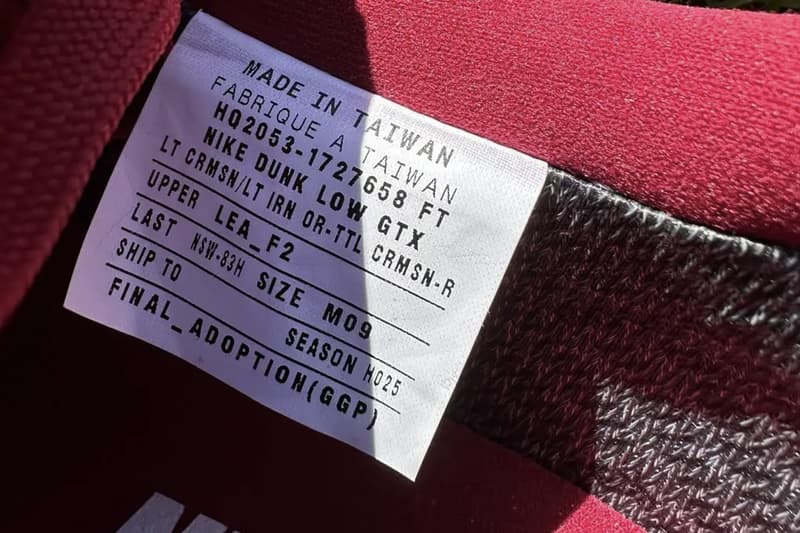 MADE IN TAIWAN
FABRIQUE A TAIWAN
HQ2053-1727658 FT
NIKE DUNK LOW GTX
LT CRMSN/LT IRN OR-TTL CRMSN-R
UPPER LEA_F2
LAST NSW-83H SIZE M09
SHIP TO SEASON HO25
FINAL_ADOPTION(GGP)